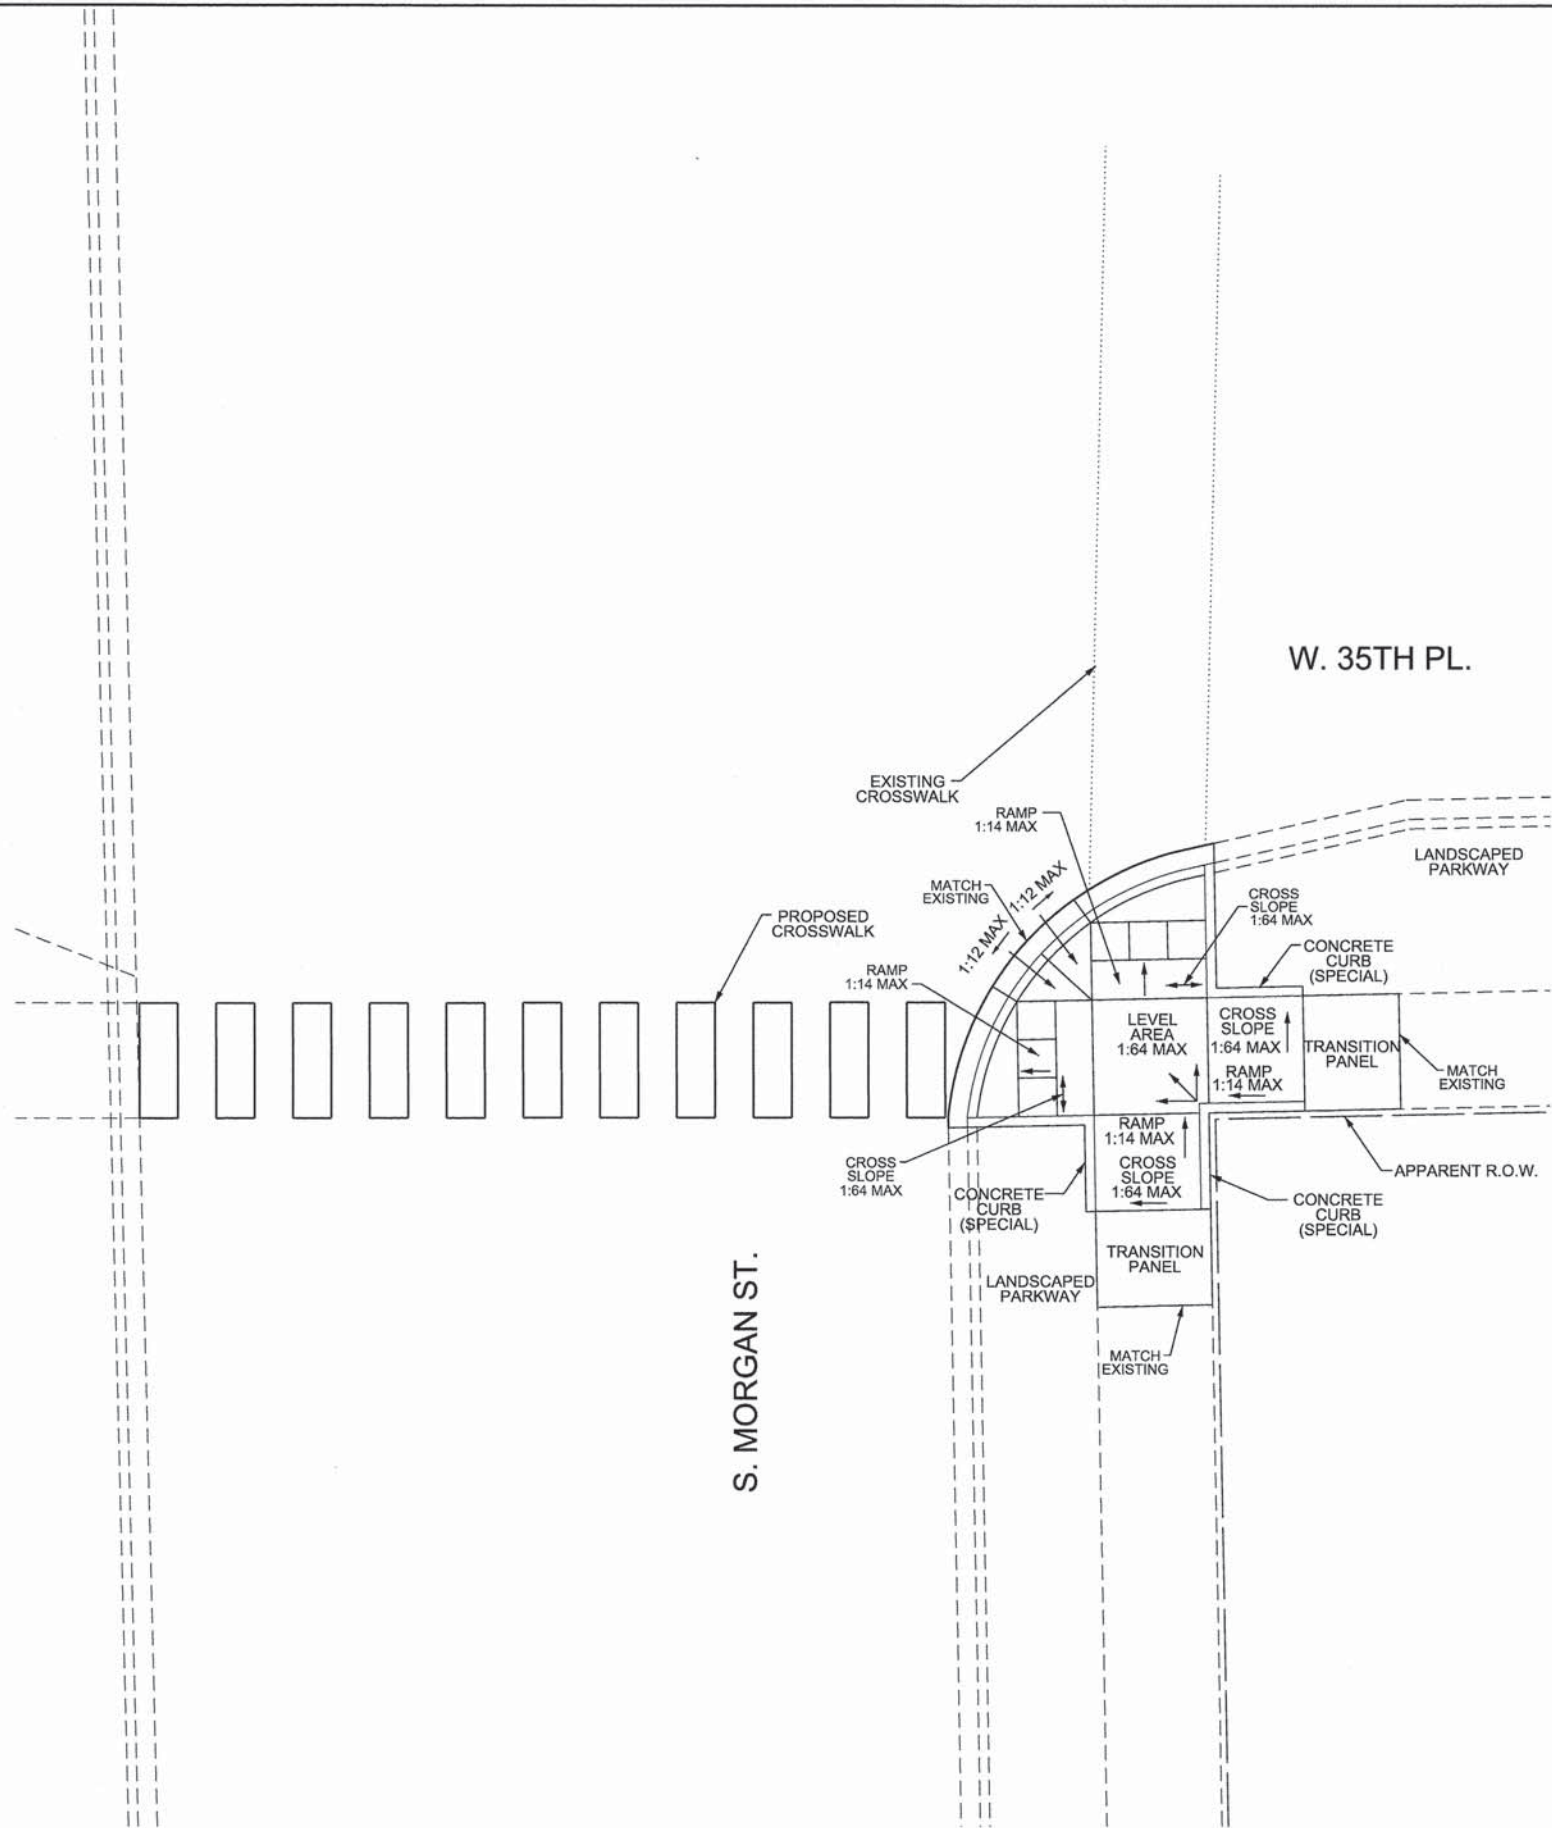 W. 35TH PL.
EXISTING
CROSSWALK
RAMP
1:14 MAX
LANDSCAPED
PARKWAY
MATCH
EXISTING
1:12 MAX
1:12 MAX
CROSS
SLOPE
1:64 MAX
PROPOSED
CROSSWALK
CONCRETE
CURB
(SPECIAL)
RAMP
1:14 MAX
LEVEL
AREA
1:64 MAX
CROSS
SLOPE
1:64 MAX
TRANSITION
PANEL
RAMP
1:14 MAX
MATCH
EXISTING
RAMP
1:14 MAX
CROSS
SLOPE
1:64 MAX
CROSS
SLOPE
1:64 MAX
APPARENT R.O.W.
CONCRETE
CURB
(SPECIAL)
CONCRETE
CURB
(SPECIAL)
TRANSITION
PANEL
LANDSCAPED
PARKWAY
MATCH
EXISTING
S. MORGAN ST.